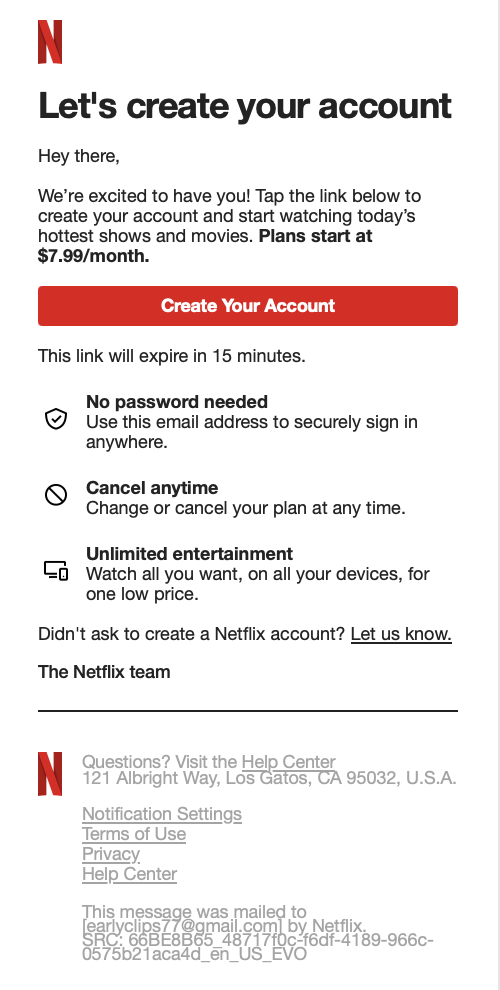 Let's create your account
Hey there,
We’re excited to have you! Tap the link below to
create your account and start watching today’s
hottest shows and movies. Plans start at
$7.99/month.
Create Your Account
This link will expire in 15 minutes.
No password needed
Use this email address to securely sign in
anywhere.
Cancel anytime
Change or cancel your plan at any time.
Unlimited entertainment
Watch all you want, on all your devices, for
one low price.
Didn't ask to create a Netflix account? Let us know.
The Netflix team
Questions? Visit the Help Center
121 Albright Way, Los Gatos, CA 95032, U.S.A.
Notification Settings
Terms of Use
Privacy
Help Center
This message was mailed to
[earlyclips77@gmail.com] by Netflix.
SRC: 66BE8B65_48717f0c-f6df-4189-966c-
0575b21aca4d_en_US_EVO